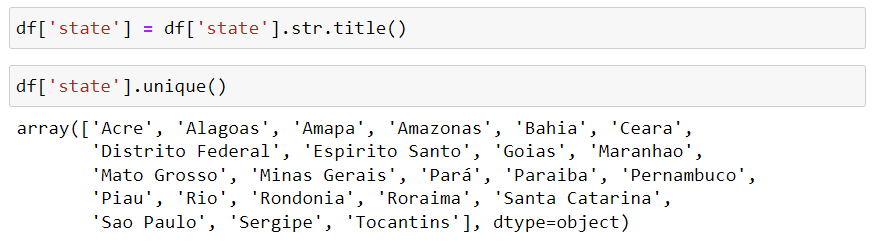 df['state'] = df['state'].str.title()
df['state'].unique()
array(['Acre', 'Alagoas', 'Amapa', 'Amazonas', 'Bahia', 'Ceara',
'Distrito Federal', 'Espirito Santo', 'Goias', 'Maranhao',
'Mato Grosso', 'Minas Gerais', 'Pará', 'Paraiba', 'Pernambuco',
'Piau', 'Rio', 'Rondonia', 'Roraima', 'Santa Catarina',
'Sao Paulo', 'Sergipe', 'Tocantins'], dtype=object)